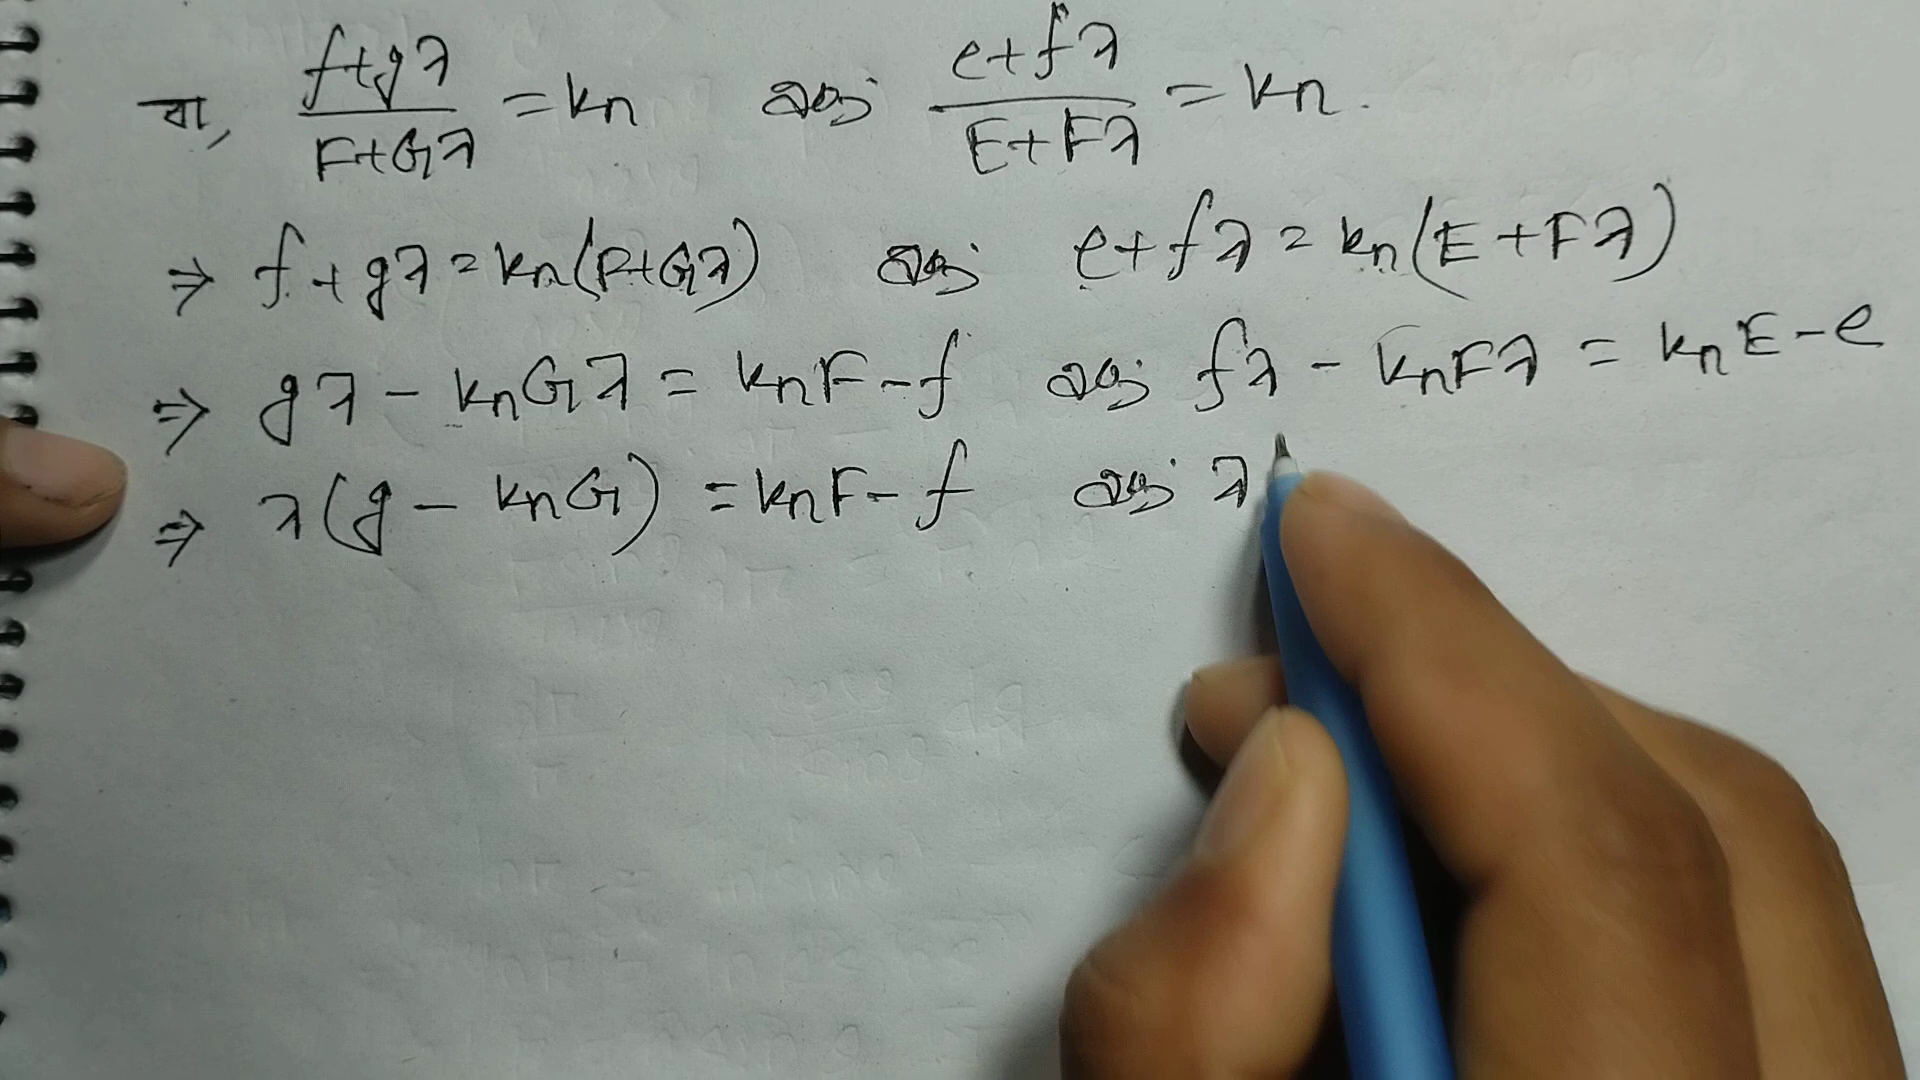 বা, (f+gλ)/(F+Gλ) = kn এবং (e+fλ)/(E+Fλ) = kn.
⇒ f+gλ = kn(F+Gλ) এবং e+fλ = kn(E+Fλ)
⇒ gλ - knGλ = knF - f এবং fλ - knFλ = knE - e
⇒ λ(g - knG) = knF - f এবং λ